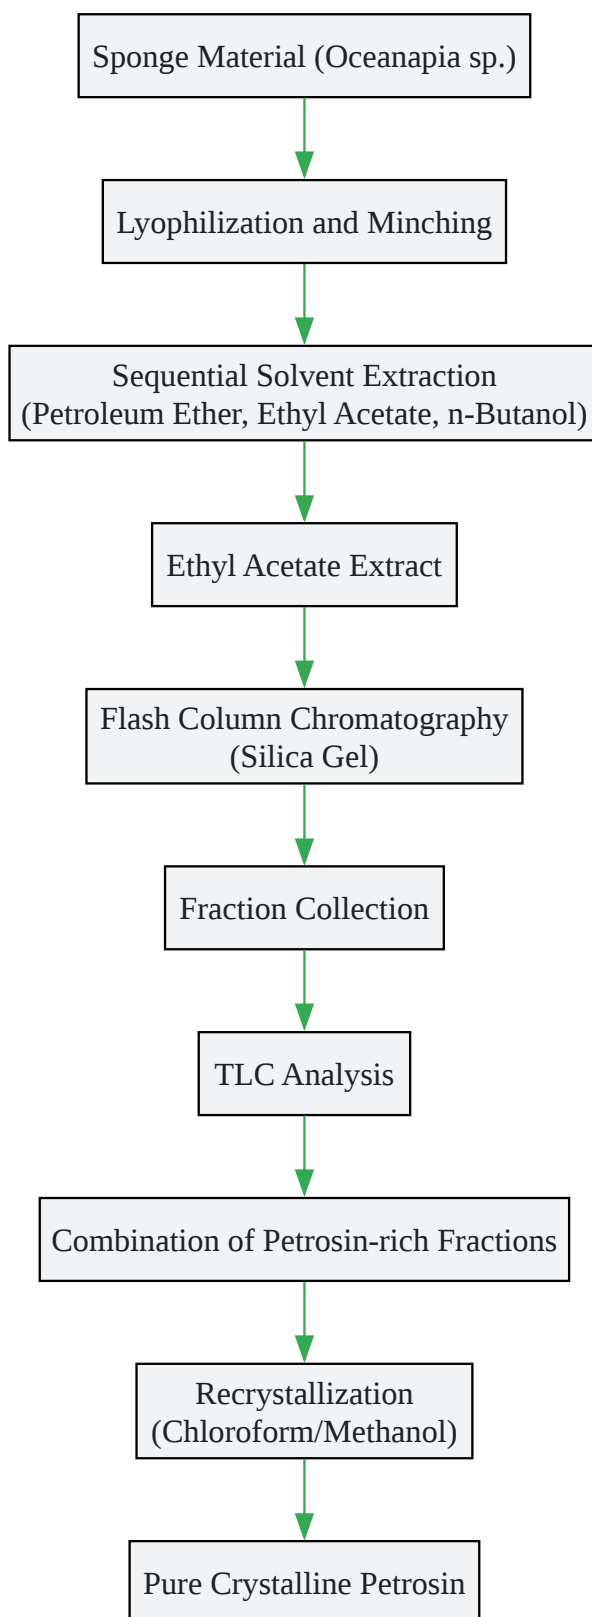 Sponge Material (Oceanapia sp.)
Lyophilization and Minching
Sequential Solvent Extraction
(Petroleum Ether, Ethyl Acetate, n-Butanol)
Ethyl Acetate Extract
Flash Column Chromatography
(Silica Gel)
Fraction Collection
TLC Analysis
Combination of Petrosin-rich Fractions
Recrystallization
(Chloroform/Methanol)
Pure Crystalline Petrosin